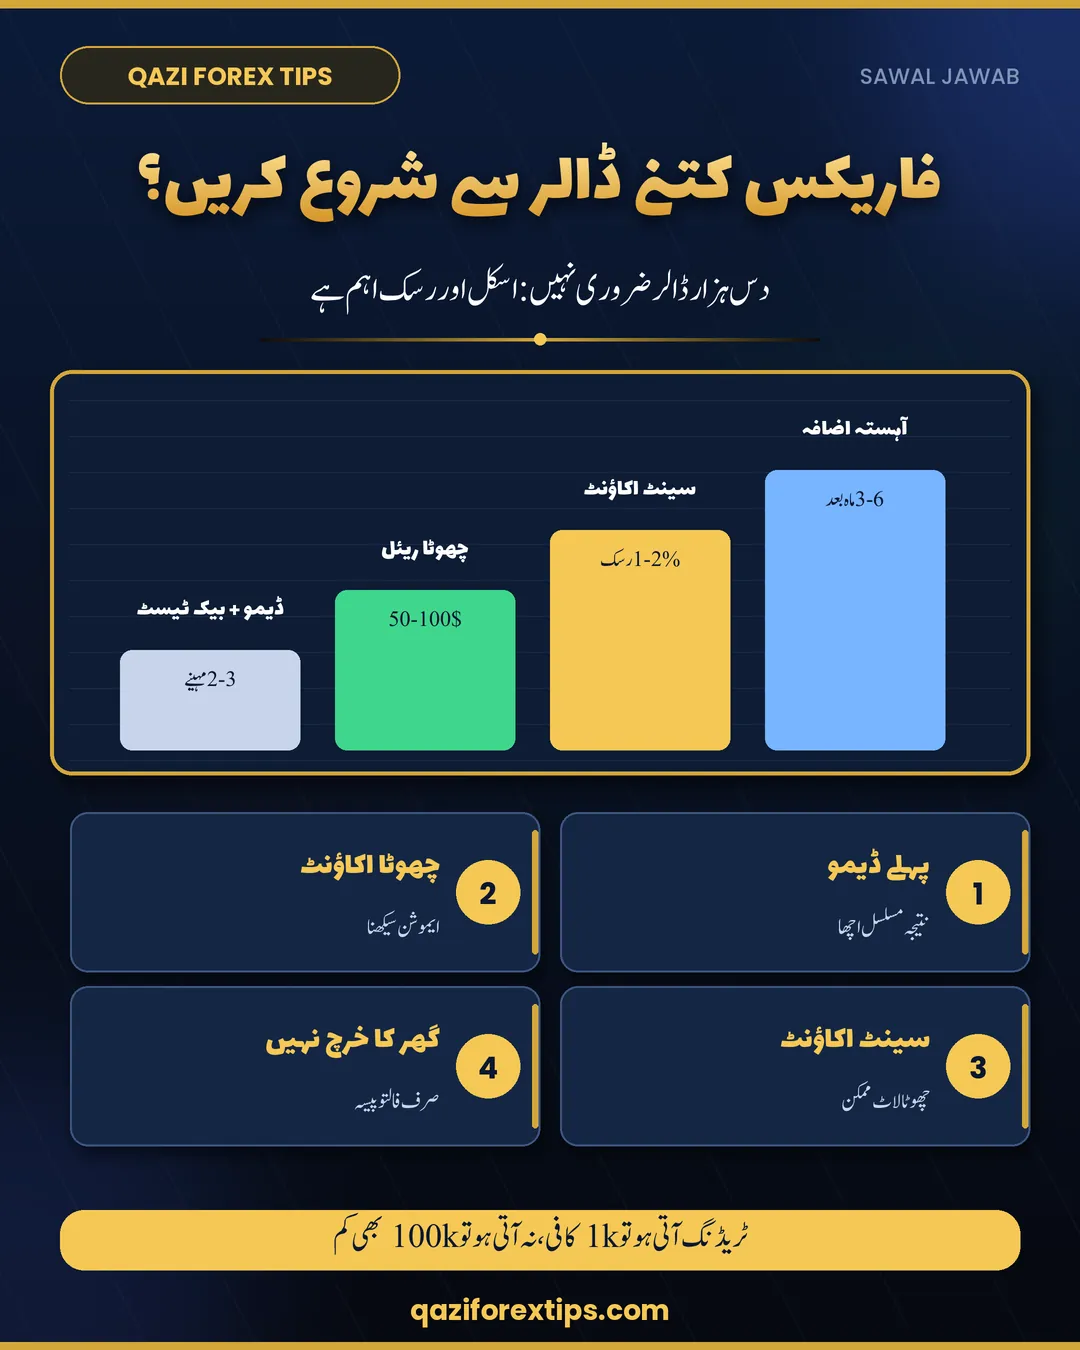 QAZI FOREX TIPS
SAWAL JAWAB
فاریکس کتنے ڈالر سے شروع کریں؟
دس ہزار ڈالر ضروری نہیں: اسکل اور رسک اہم ہے
آہستہ اضافہ
3-6 ماہ بعد
سینٹ اکاؤنٹ
1-2% رسک
چھوٹا ریئل
50-100$
ڈیمو + بیک ٹیسٹ
2-3 مہینے
1
پہلے ڈیمو
نتیجہ مسلسل اچھا
2
چھوٹا اکاؤنٹ
ایموشن سیکھنا
3
سینٹ اکاؤنٹ
چھوٹا لاٹ ممکن
4
گھر کا خرچ نہیں
صرف فالتو پیسہ
ٹریڈنگ آتی ہو تو 1k کافی، نہ آتی ہو تو 100k بھی کم
qaziforextips.com